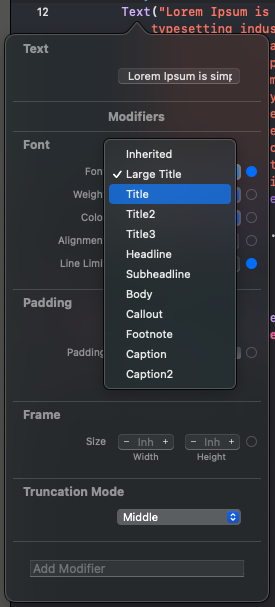 12 Text("Lorem Ipsum is
typesetting indus
Text
Lorem Ipsum is simp
Modifiers
Font
Font
Inherited
✓ Large Title
Title
Title2
Title3
Headline
Subheadline
Body
Callout
Footnote
Caption
Caption2
Weigh
Colo
Alignmen
Line Limi
Padding
Padding
Frame
Size − Inh + − Inh +
Width Height
Truncation Mode
Middle
Add Modifier